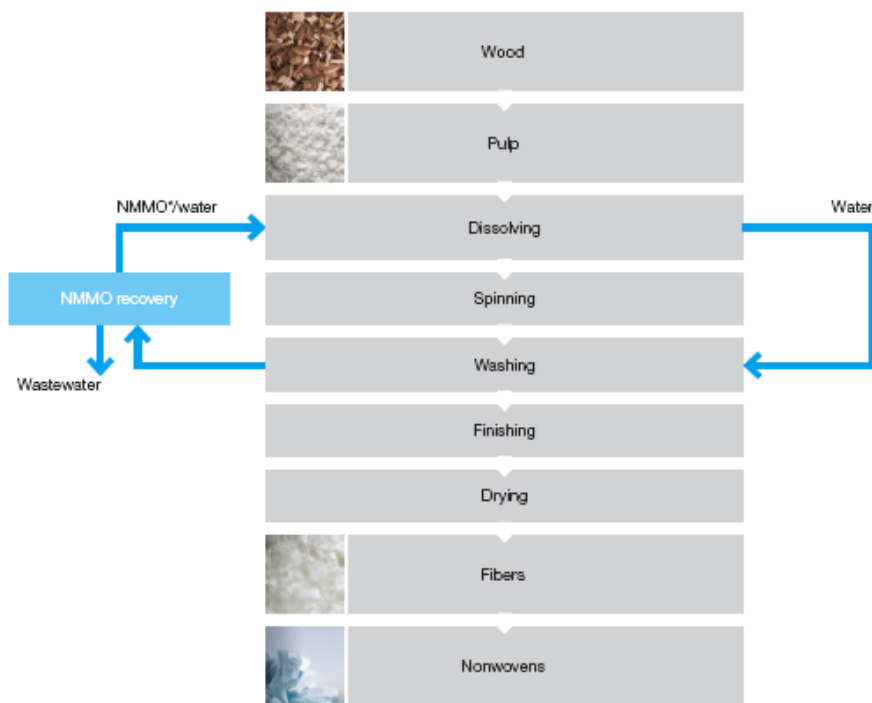 Wood
Pulp
NMMO*/water
Dissolving
Water
NMMO recovery
Spinning
Washing
Wastewater
Finishing
Drying
Fibers
Nonwovens